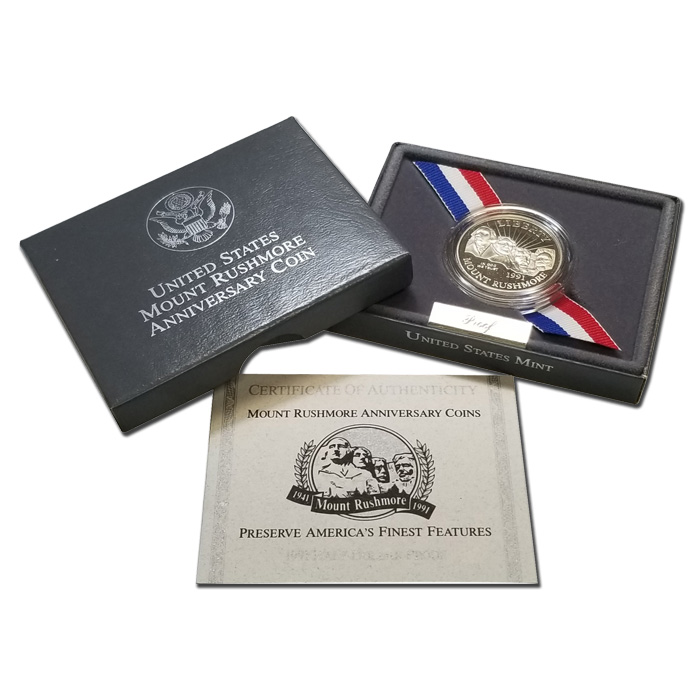 UNITED STATES
MOUNT RUSHMORE
ANNIVERSARY COIN
LIBERTY
1991
MOUNT RUSHMORE
Proof
UNITED STATES MINT
CERTIFICATE OF AUTHENTICITY
MOUNT RUSHMORE ANNIVERSARY COINS
1941 Mount Rushmore 1991
PRESERVE AMERICA'S FINEST FEATURES